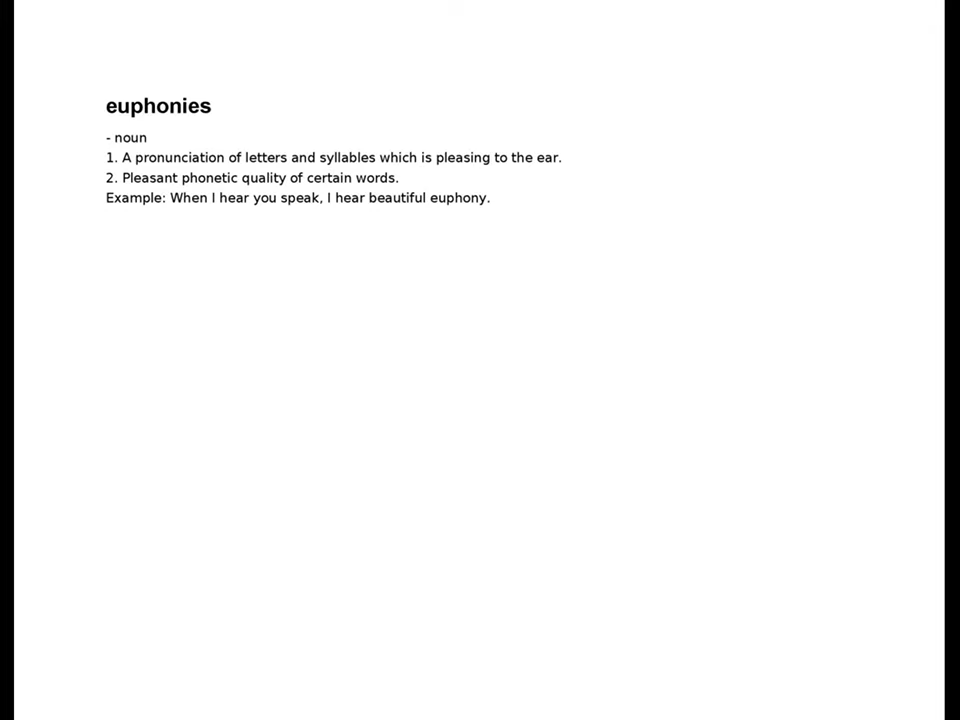 euphonies
- noun
1. A pronunciation of letters and syllables which is pleasing to the ear.
2. Pleasant phonetic quality of certain words.
Example: When I hear you speak, I hear beautiful euphony.